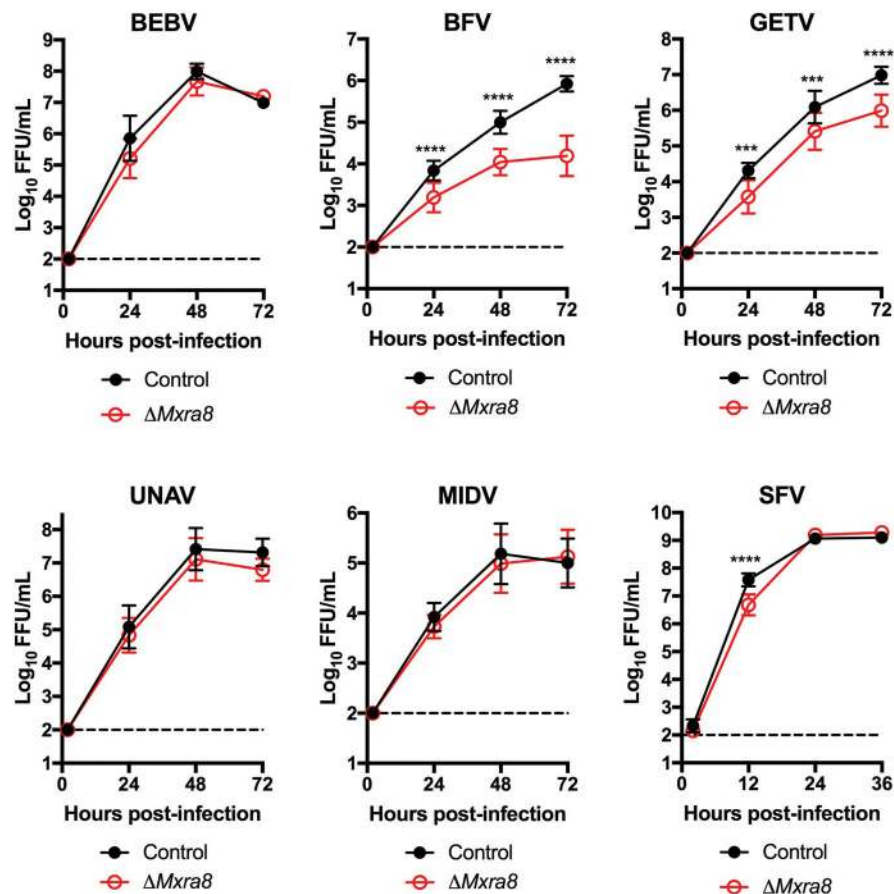 BEBV
BFV
GETV
Log10 FFU/mL
9
8
7
6
5
4
3
2
1
0
24
48
72
Hours post-infection
Control
ΔMxra8
Log10 FFU/mL
7
6
5
4
3
2
1
****
****
****
0
24
48
72
Hours post-infection
Control
ΔMxra8
Log10 FFU/mL
8
7
6
5
4
3
2
1
***
***
****
0
24
48
72
Hours post-infection
Control
ΔMxra8
UNAV
MIDV
SFV
Log10 FFU/mL
8
7
6
5
4
3
2
1
0
24
48
72
Hours post-infection
Control
ΔMxra8
Log10 FFU/mL
6
5
4
3
2
1
0
24
48
72
Hours post-infection
Control
ΔMxra8
Log10 FFU/mL
10
9
8
7
6
5
4
3
2
1
****
0
12
24
36
Hours post-infection
Control
ΔMxra8